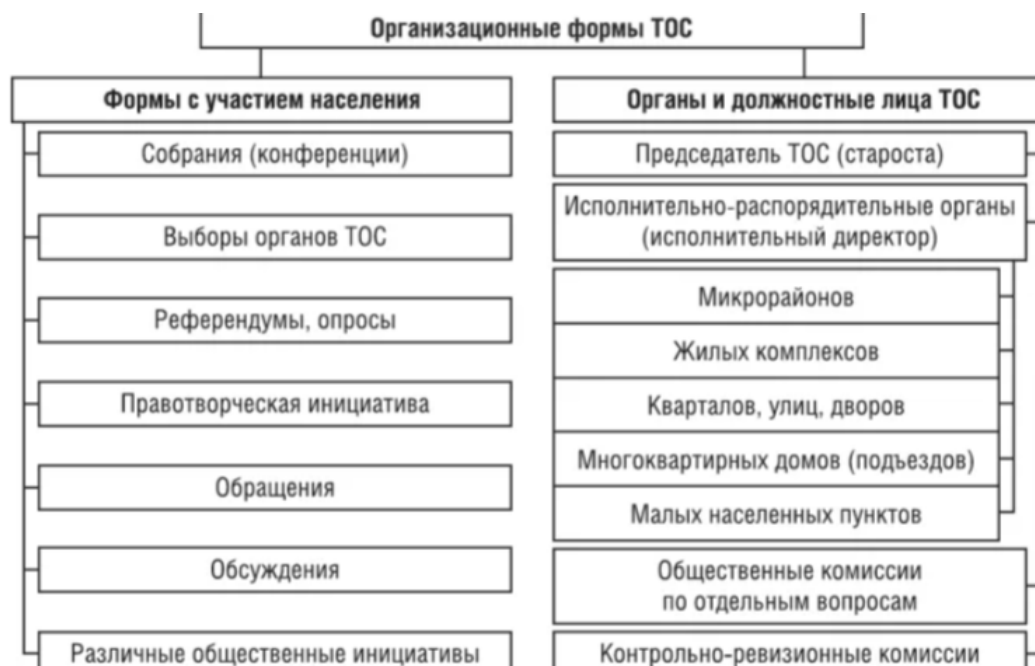 Организационные формы ТОС
Формы с участием населения
Собрания (конференции)
Выборы органов ТОС
Референдумы, опросы
Правотворческая инициатива
Обращения
Обсуждения
Различные общественные инициативы
Органы и должностные лица ТОС
Председатель ТОС (староста)
Исполнительно-распорядительные органы
(исполнительный директор)
Микрорайонов
Жилых комплексов
Кварталов, улиц, дворов
Многоквартирных домов (подъездов)
Малых населенных пунктов
Общественные комиссии
по отдельным вопросам
Контрольно-ревизионные комиссии